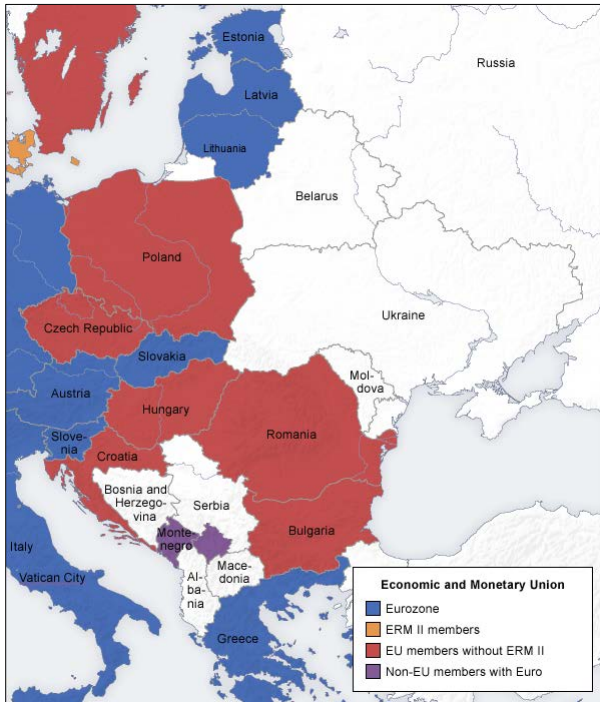 Estonia
Russia
Latvia
Lithuania
Belarus
Poland
Ukraine
Czech Republic
Slovakia
Mol-
dova
Austria
Hungary
Slove-
nia
Romania
Croatia
Bosnia and
Herzego-
vina
Serbia
Bulgaria
Monte-
negro
Italy
Mace-
donia
Vatican City
Al-
ba-
nia
Greece
Economic and Monetary Union
Eurozone
ERM II members
EU members without ERM II
Non-EU members with Euro